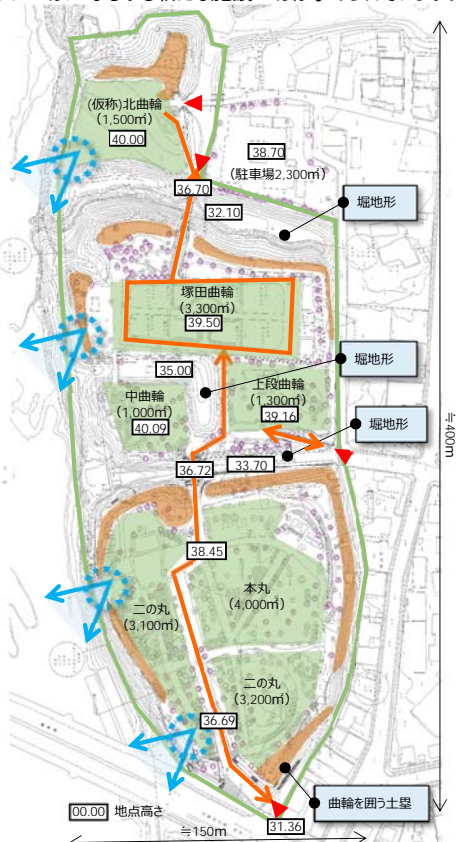 (仮称)北曲輪
(1,500㎡)
40.00
38.70
(駐車場2,300㎡)
36.70
32.10
堀地形
塚田曲輪
(3,300㎡)
39.50
35.00
堀地形
中曲輪
(1,000㎡)
40.09
上段曲輪
(1,300㎡)
39.16
堀地形
36.72
33.70
≒400m
38.45
本丸
(4,000㎡)
二の丸
(3,100㎡)
二の丸
(3,200㎡)
36.69
曲輪を囲う土塁
00.00 地点高さ
31.36
≒150m